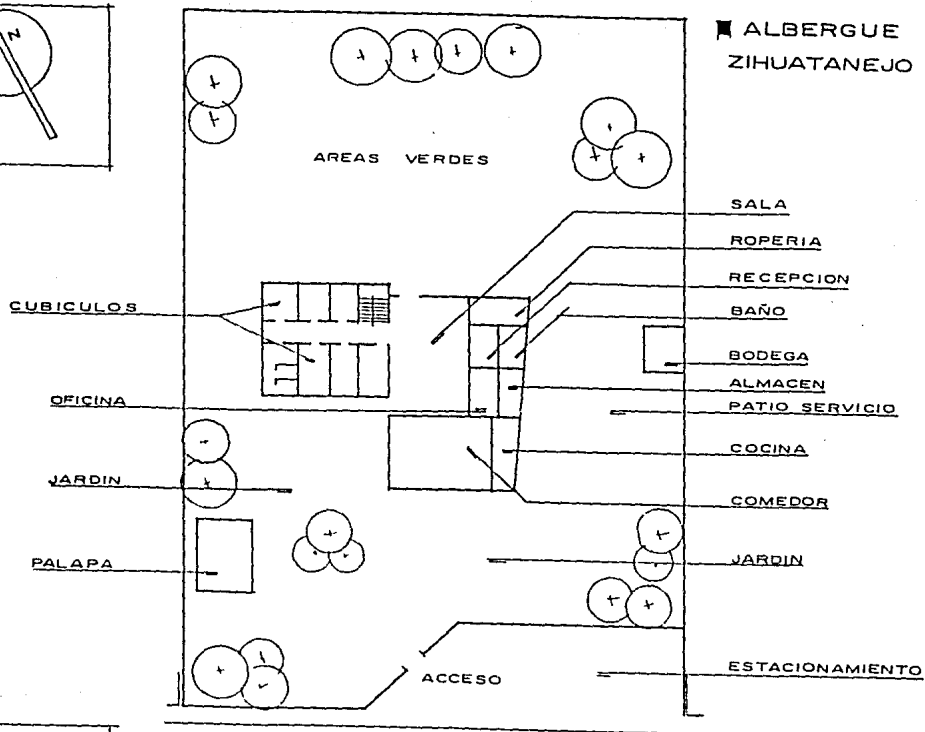 N
ALBERGUE
ZIHUATANEJO
AREAS VERDES
SALA
ROPERIA
RECEPCION
BAÑO
BODEGA
ALMACEN
PATIO SERVICIO
COCINA
COMEDOR
JARDIN
ESTACIONAMIENTO
CUBICULOS
OFICINA
JARDIN
PALAPA
ACCESO